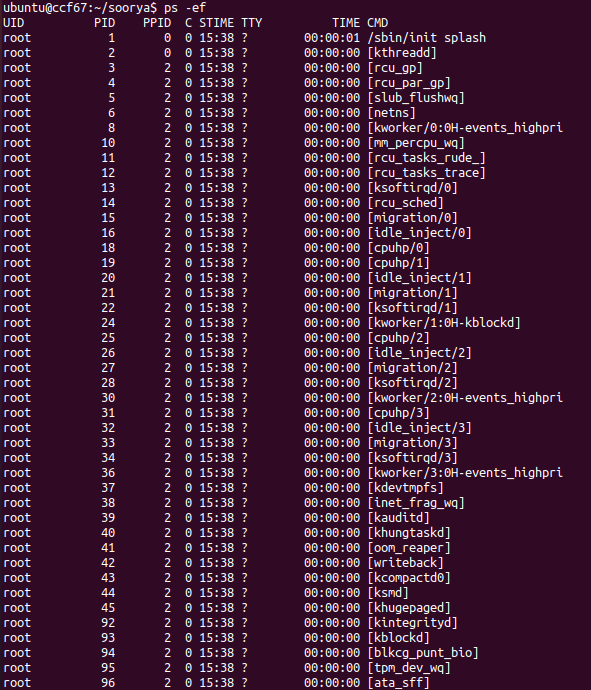 ubuntu@ccf67:~/soorya$ ps -ef
UID PID PPID C STIME TTY TIME CMD
root 1 0 0 15:38 ? 00:00:01 /sbin/init splash
root 2 0 0 15:38 ? 00:00:00 [kthreadd]
root 3 2 0 15:38 ? 00:00:00 [rcu_gp]
root 4 2 0 15:38 ? 00:00:00 [rcu_par_gp]
root 5 2 0 15:38 ? 00:00:00 [slub_flushwq]
root 6 2 0 15:38 ? 00:00:00 [netns]
root 8 2 0 15:38 ? 00:00:00 [kworker/0:0H-events_highpri
root 10 2 0 15:38 ? 00:00:00 [mm_percpu_wq]
root 11 2 0 15:38 ? 00:00:00 [rcu_tasks_rude_]
root 12 2 0 15:38 ? 00:00:00 [rcu_tasks_trace]
root 13 2 0 15:38 ? 00:00:00 [ksoftirqd/0]
root 14 2 0 15:38 ? 00:00:00 [rcu_sched]
root 15 2 0 15:38 ? 00:00:00 [migration/0]
root 16 2 0 15:38 ? 00:00:00 [idle_inject/0]
root 18 2 0 15:38 ? 00:00:00 [cpuhp/0]
root 19 2 0 15:38 ? 00:00:00 [cpuhp/1]
root 20 2 0 15:38 ? 00:00:00 [idle_inject/1]
root 21 2 0 15:38 ? 00:00:00 [migration/1]
root 22 2 0 15:38 ? 00:00:00 [ksoftirqd/1]
root 24 2 0 15:38 ? 00:00:00 [kworker/1:0H-kblockd]
root 25 2 0 15:38 ? 00:00:00 [cpuhp/2]
root 26 2 0 15:38 ? 00:00:00 [idle_inject/2]
root 27 2 0 15:38 ? 00:00:00 [migration/2]
root 28 2 0 15:38 ? 00:00:00 [ksoftirqd/2]
root 30 2 0 15:38 ? 00:00:00 [kworker/2:0H-events_highpri
root 31 2 0 15:38 ? 00:00:00 [cpuhp/3]
root 32 2 0 15:38 ? 00:00:00 [idle_inject/3]
root 33 2 0 15:38 ? 00:00:00 [migration/3]
root 34 2 0 15:38 ? 00:00:00 [ksoftirqd/3]
root 36 2 0 15:38 ? 00:00:00 [kworker/3:0H-events_highpri
root 37 2 0 15:38 ? 00:00:00 [kdevtmpfs]
root 38 2 0 15:38 ? 00:00:00 [inet_frag_wq]
root 39 2 0 15:38 ? 00:00:00 [kauditd]
root 40 2 0 15:38 ? 00:00:00 [khungtaskd]
root 41 2 0 15:38 ? 00:00:00 [oom_reaper]
root 42 2 0 15:38 ? 00:00:00 [writeback]
root 43 2 0 15:38 ? 00:00:00 [kcompactd0]
root 44 2 0 15:38 ? 00:00:00 [ksmd]
root 45 2 0 15:38 ? 00:00:00 [khugepaged]
root 92 2 0 15:38 ? 00:00:00 [kintegrityd]
root 93 2 0 15:38 ? 00:00:00 [kblockd]
root 94 2 0 15:38 ? 00:00:00 [blkcg_punt_bio]
root 95 2 0 15:38 ? 00:00:00 [tpm_dev_wq]
root 96 2 0 15:38 ? 00:00:00 [ata_sff]